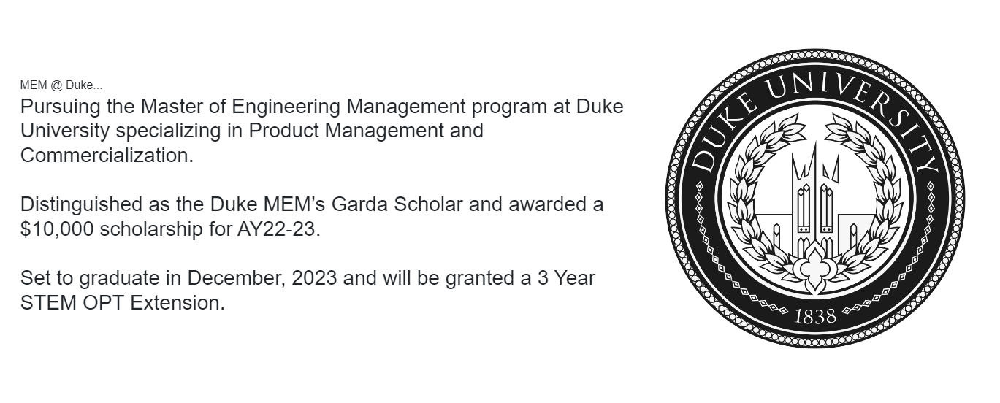 MEM @ Duke...
Pursuing the Master of Engineering Management program at Duke
University specializing in Product Management and
Commercialization.
Distinguished as the Duke MEM’s Garda Scholar and awarded a
$10,000 scholarship for AY22-23.
Set to graduate in December, 2023 and will be granted a 3 Year
STEM OPT Extension.
DUKE UNIVERSITY
1838